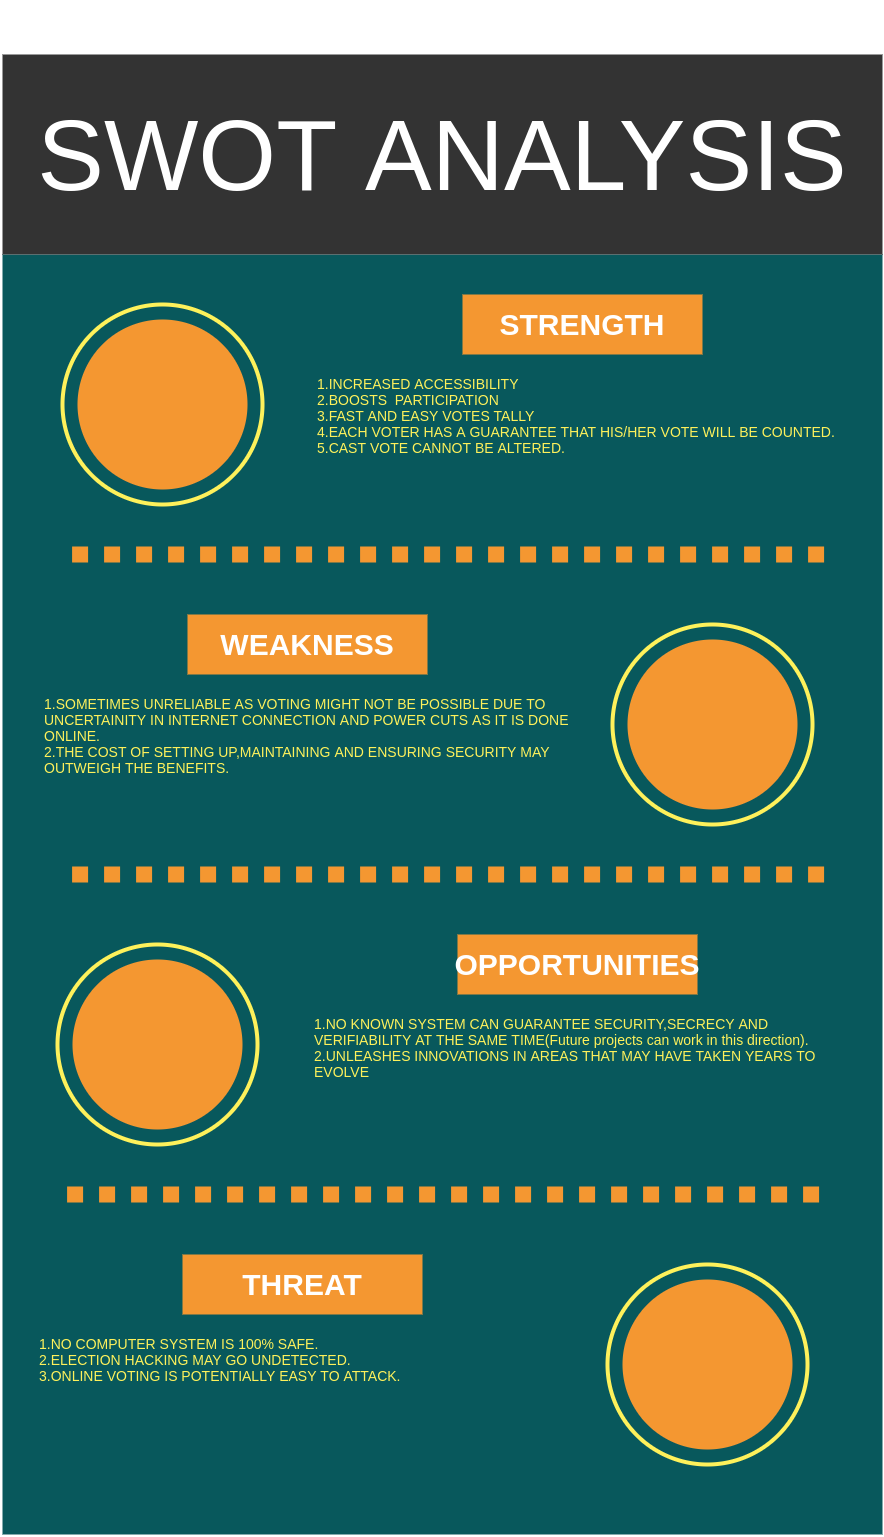 SWOT ANALYSIS
STRENGTH
1.INCREASED ACCESSIBILITY
2.BOOSTS  PARTICIPATION
3.FAST AND EASY VOTES TALLY
4.EACH VOTER HAS A GUARANTEE THAT HIS/HER VOTE WILL BE COUNTED.
5.CAST VOTE CANNOT BE ALTERED.
WEAKNESS
1.SOMETIMES UNRELIABLE AS VOTING MIGHT NOT BE POSSIBLE DUE TO
UNCERTAINITY IN INTERNET CONNECTION AND POWER CUTS AS IT IS DONE
ONLINE.
2.THE COST OF SETTING UP,MAINTAINING AND ENSURING SECURITY MAY
OUTWEIGH THE BENEFITS.
OPPORTUNITIES
1.NO KNOWN SYSTEM CAN GUARANTEE SECURITY,SECRECY AND
VERIFIABILITY AT THE SAME TIME(Future projects can work in this direction).
2.UNLEASHES INNOVATIONS IN AREAS THAT MAY HAVE TAKEN YEARS TO
EVOLVE
THREAT
1.NO COMPUTER SYSTEM IS 100% SAFE.
2.ELECTION HACKING MAY GO UNDETECTED.
3.ONLINE VOTING IS POTENTIALLY EASY TO ATTACK.